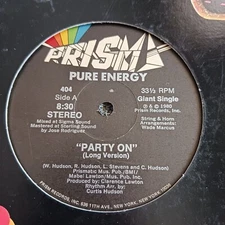 PRISM
PURE ENERGY
404
Side A
8:30
STEREO
Mixed at Sigma Sound
Mastered at Sterling Sound
by Jose Rodriguez
33⅓ RPM
Giant Single
℗ & © 1980
Prism Records, Inc.
String & Horn
Arrangements:
Wade Marcus
"PARTY ON"
(Long Version)
(W. Hudson, R. Hudson, L. Stevens & C. Hudson)
Prismatic Mus. Pub./BMI/
Mabel Lawton/Mus. Pub. Inc.
Produced by: Clarence Lawton
Rhythm Arr. by:
Curtis Hudson
PRISM RECORDS INC. 630 11TH AVE., NEW YORK, NEW YORK